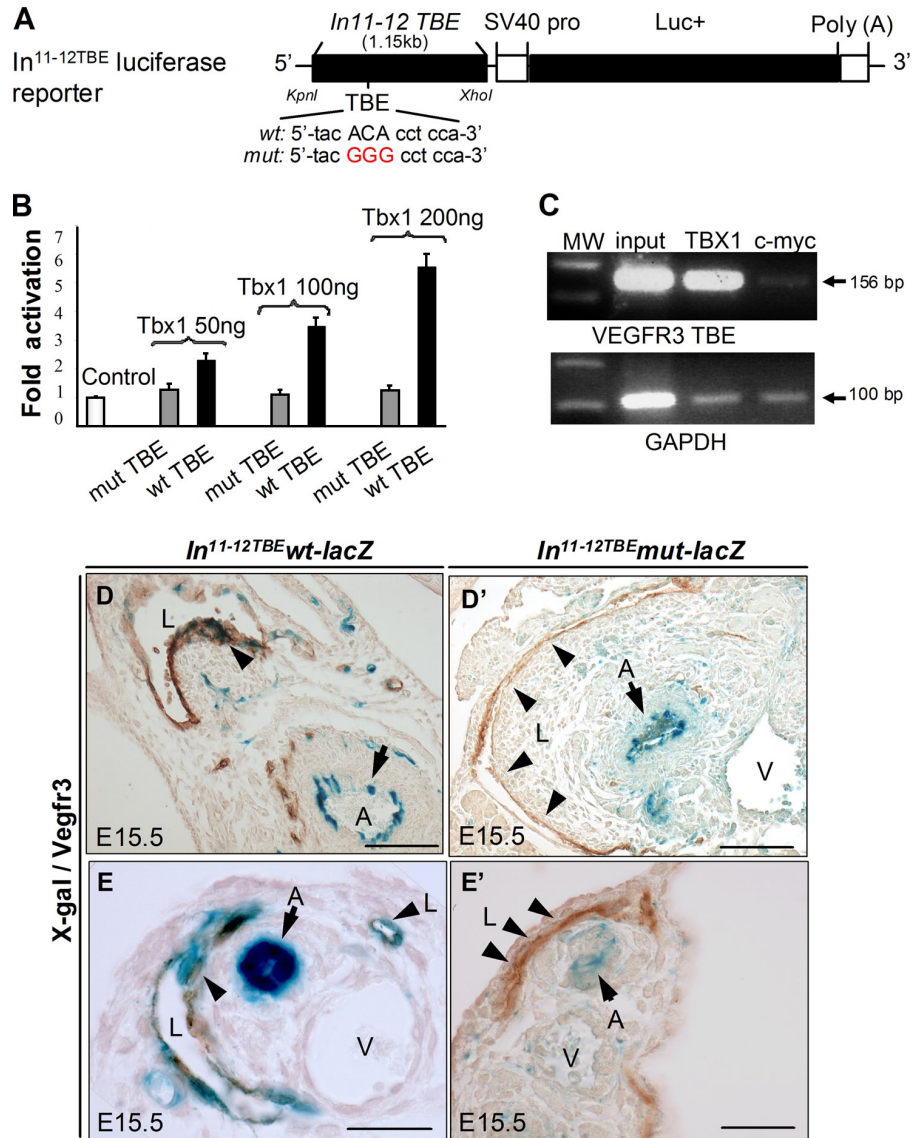 A
In11-12 TBE
(1.15kb)
SV40 pro
Luc+
Poly (A)
In11-12TBE luciferase
reporter
5’
3’
KpnI
XhoI
TBE
wt: 5’-tac ACA cct cca-3’
mut: 5’-tac GGG cct cca-3’
B
Fold activation
7
6
5
4
3
2
1
0
Control
Tbx1 50ng
Tbx1 100ng
Tbx1 200ng
mut TBE
wt TBE
mut TBE
wt TBE
mut TBE
wt TBE
C
MW input TBX1 c-myc
156 bp
VEGFR3 TBE
100 bp
GAPDH
In11-12TBEwt-lacZ
In11-12TBEmut-lacZ
X-gal / Vegfr3
D
L
A
E15.5
D’
A
L
V
E15.5
E
A
L
L
V
E15.5
E’
L
A
V
E15.5